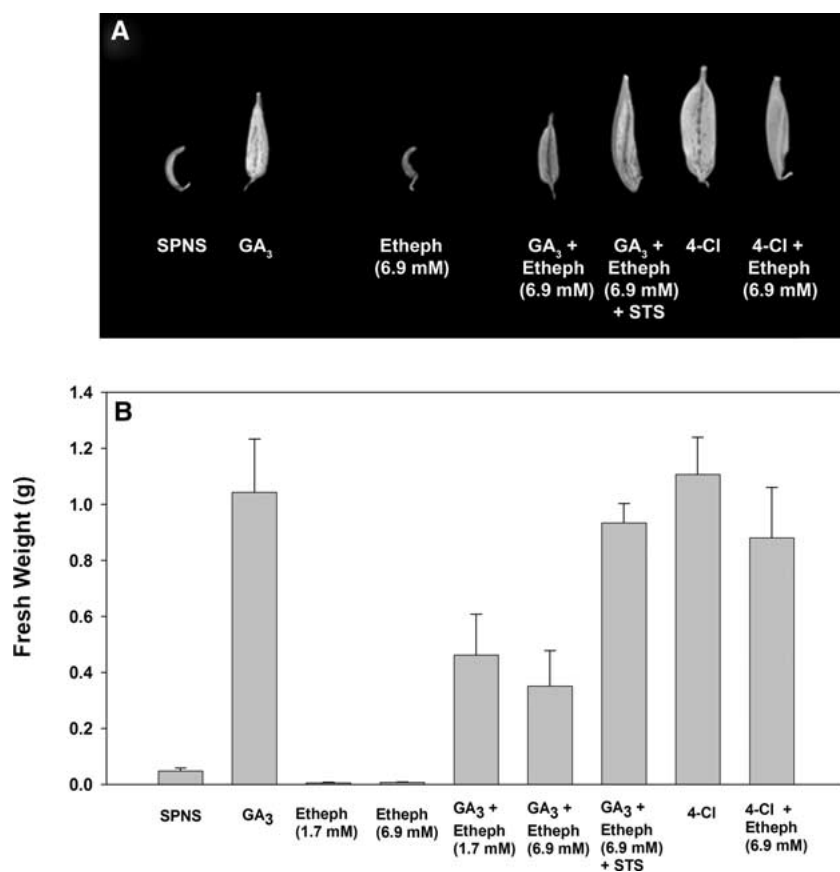 A
SPNS
GA3
Etheph
(6.9 mM)
GA3 +
Etheph
(6.9 mM)
GA3 +
Etheph
(6.9 mM)
+ STS
4-Cl
4-Cl +
Etheph
(6.9 mM)
B
Fresh Weight (g)
1.4
1.2
1.0
0.8
0.6
0.4
0.2
0.0
SPNS
GA3
Etheph
(1.7 mM)
Etheph
(6.9 mM)
GA3 +
Etheph
(1.7 mM)
GA3 +
Etheph
(6.9 mM)
GA3 +
Etheph
(6.9 mM)
+ STS
4-Cl
4-Cl +
Etheph
(6.9 mM)